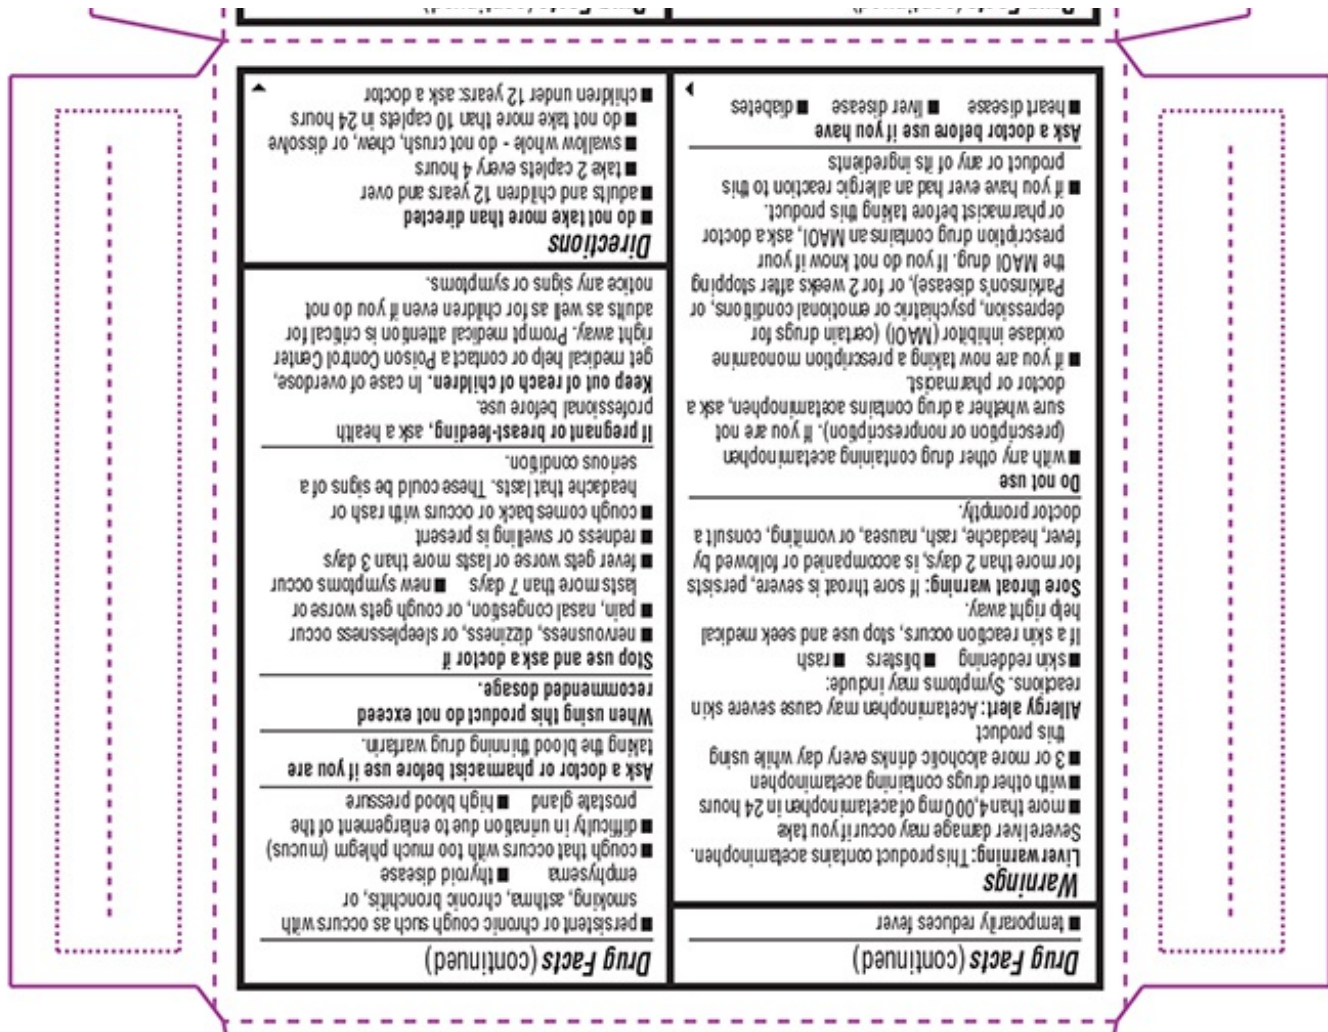 Drug Facts (continued)
■ temporarily reduces fever
Warnings
Liver warning: This product contains acetaminophen.
Severe liver damage may occur if you take
■ more than 4,000 mg of acetaminophen in 24 hours
■ with other drugs containing acetaminophen
■ 3 or more alcoholic drinks every day while using
this product
Allergy alert: Acetaminophen may cause severe skin
reactions. Symptoms may include:
■ skin reddening ■ blisters ■ rash
If a skin reaction occurs, stop use and seek medical
help right away.
Sore throat warning: If sore throat is severe, persists
for more than 2 days, is accompanied or followed by
fever, headache, rash, nausea, or vomiting, consult a
doctor promptly.
Do not use
■ with any other drug containing acetaminophen
(prescription or nonprescription). If you are not
sure whether a drug contains acetaminophen, ask a
doctor or pharmacist.
■ if you are now taking a prescription monoamine
oxidase inhibitor (MAOI) (certain drugs for
depression, psychiatric or emotional conditions, or
Parkinson's disease), or for 2 weeks after stopping
the MAOI drug. If you do not know if your
prescription drug contains an MAOI, ask a doctor
or pharmacist before taking this product.
■ if you have ever had an allergic reaction to this
product or any of its ingredients
Ask a doctor before use if you have
■ heart disease ■ liver disease ■ diabetes
Drug Facts (continued)
■ persistent or chronic cough such as occurs with
smoking, asthma, chronic bronchitis, or
emphysema ■ thyroid disease
■ cough that occurs with too much phlegm (mucus)
■ difficulty in urination due to enlargement of the
prostate gland ■ high blood pressure
Ask a doctor or pharmacist before use if you are
taking the blood thinning drug warfarin.
When using this product do not exceed
recommended dosage.
Stop use and ask a doctor if
■ nervousness, dizziness, or sleeplessness occur
■ pain, nasal congestion, or cough gets worse or
lasts more than 7 days ■ new symptoms occur
■ fever gets worse or lasts more than 3 days
■ redness or swelling is present
■ cough comes back or occurs with rash or
headache that lasts. These could be signs of a
serious condition.
If pregnant or breast-feeding, ask a health
professional before use.
Keep out of reach of children. In case of overdose,
get medical help or contact a Poison Control Center
right away. Prompt medical attention is critical for
adults as well as for children even if you do not
notice any signs or symptoms.
Directions
■ do not take more than directed
■ adults and children 12 years and over
■ take 2 caplets every 4 hours
■ swallow whole - do not crush, chew, or dissolve
■ do not take more than 10 caplets in 24 hours
■ children under 12 years: ask a doctor